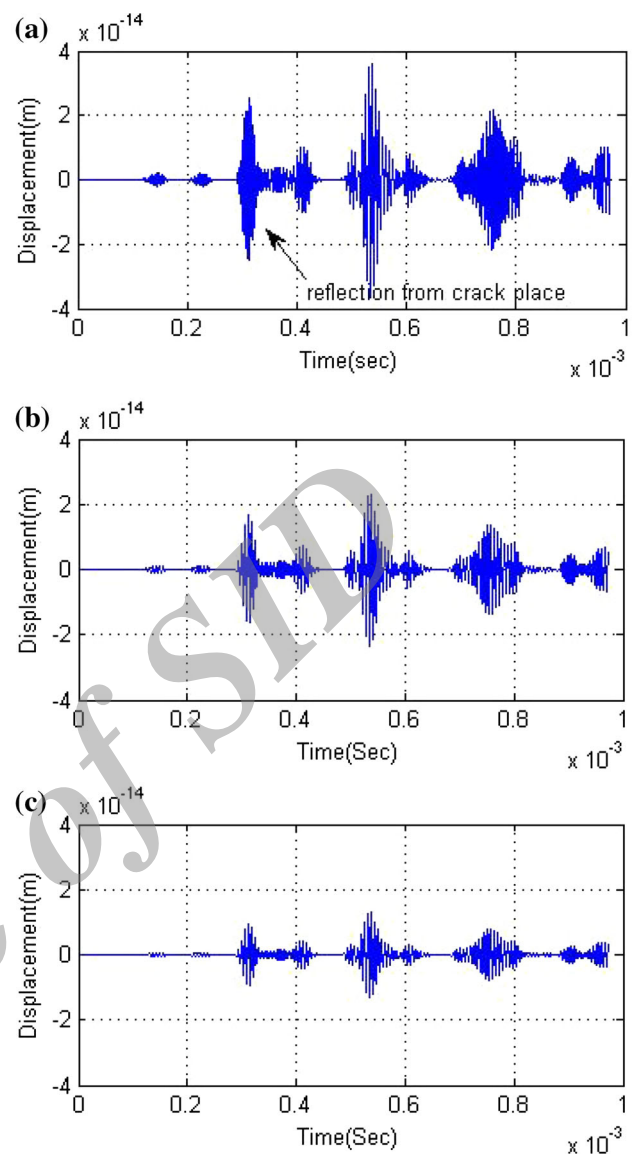 (a)
x 10^-14
4
2
0
-2
-4
Displacement(m)
reflection from crack place
0 0.2 0.4 0.6 0.8 1
Time(sec)
x 10^-3
(b)
x 10^-14
4
2
0
-2
-4
Displacement(m)
0 0.2 0.4 0.6 0.8 1
Time(Sec)
x 10^-3
(c)
x 10^-14
4
2
0
-2
-4
Displacement(m)
0 0.2 0.4 0.6 0.8 1
Time(Sec)
x 10^-3
of SID